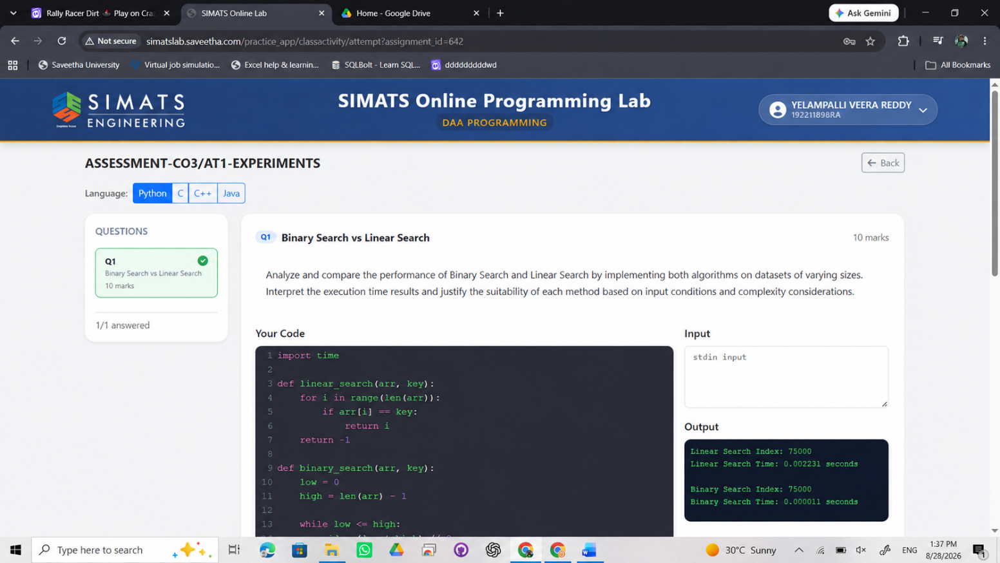 Rally Racer Dirt 🕹 Play on Cra
SIMATS Online Lab
Home - Google Drive
Ask Gemini
Not secure
simatslab.saveetha.com/practice_app/classactivity/attempt?assignment_id=642
Saveetha University
Virtual job simulatio...
Excel help & learnin...
SQLBolt - Learn SQL...
dddddddddwd
All Bookmarks
SIMATS
ENGINEERING
SIMATS Online Programming Lab
DAA PROGRAMMING
YELAMPALLI VEERA REDDY
192211898RA
ASSESSMENT-CO3/AT1-EXPERIMENTS
← Back
Language: Python C C++ Java
QUESTIONS
Q1
Binary Search vs Linear Search
10 marks
1/1 answered
Q1 Binary Search vs Linear Search
10 marks
Analyze and compare the performance of Binary Search and Linear Search by implementing both algorithms on datasets of varying sizes.
Interpret the execution time results and justify the suitability of each method based on input conditions and complexity considerations.
Your Code
1 import time
2
3 def linear_search(arr, key):
4     for i in range(len(arr)):
5         if arr[i] == key:
6             return i
7     return -1
8
9 def binary_search(arr, key):
10     low = 0
11     high = len(arr) - 1
12
13     while low <= high:
Input
stdin input
Output
Linear Search Index: 75000
Linear Search Time: 0.002231 seconds
Binary Search Index: 75000
Binary Search Time: 0.000011 seconds
Type here to search
30°C Sunny
ENG
1:37 PM
8/28/2026
1